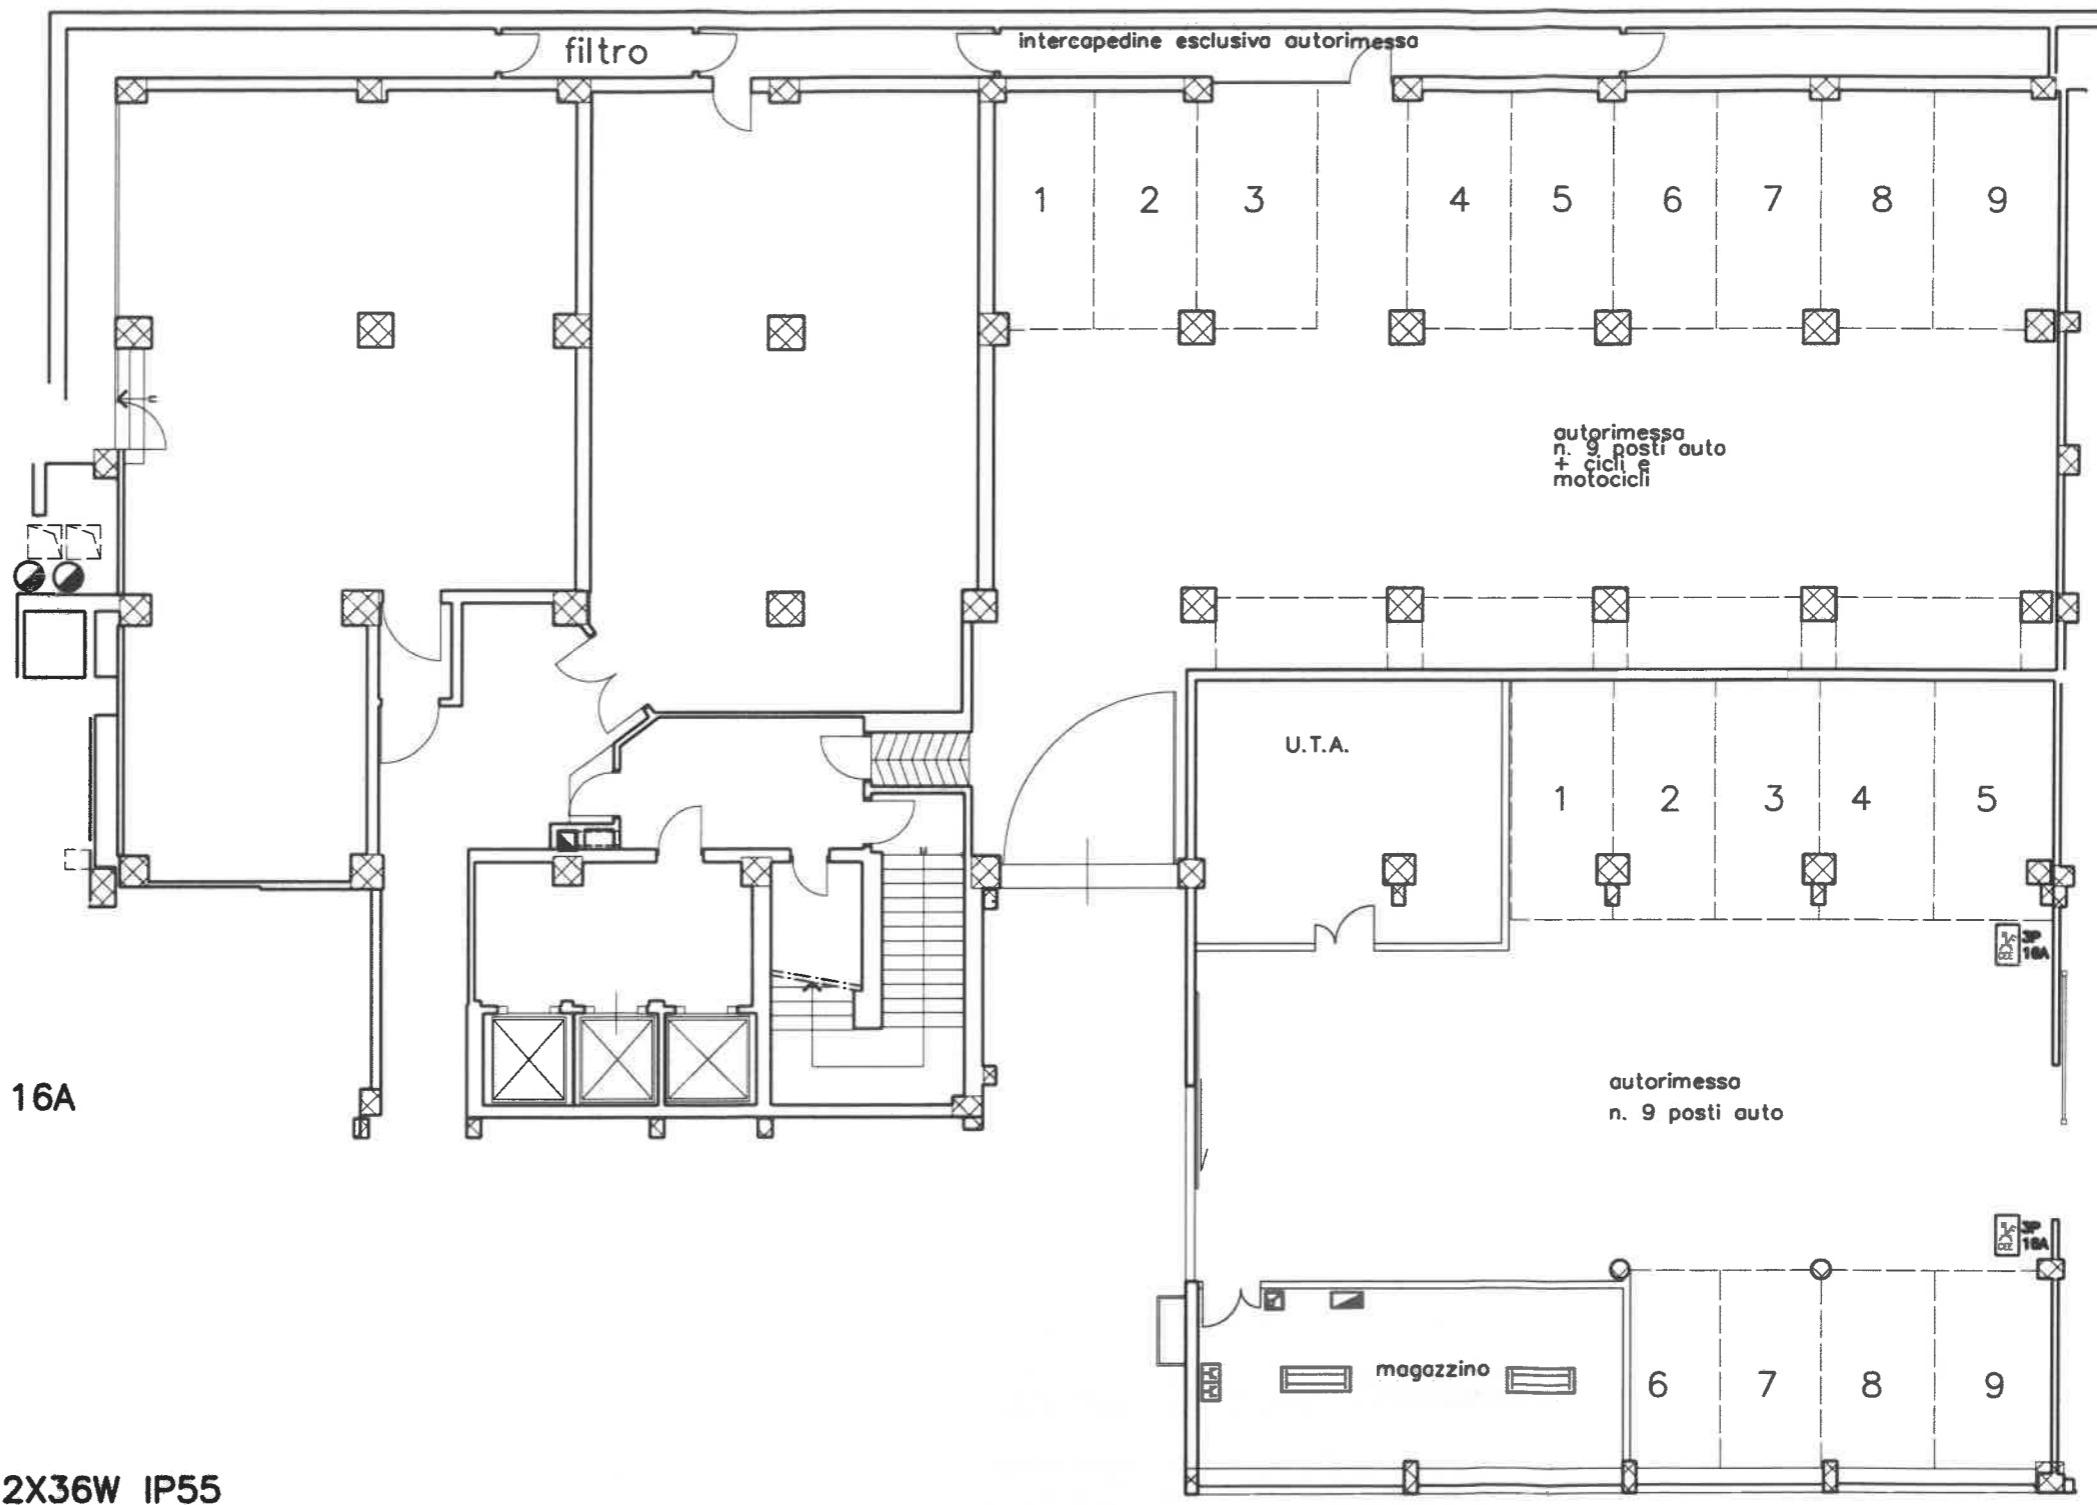 filtro
intercapedine esclusiva autorimessa
1 2 3 4 5 6 7 8 9
autorimessa
n. 9 posti auto
+ cicli e
motocicli
U.T.A.
1 2 3 4 5
3P
16A
16A
autorimessa
n. 9 posti auto
3P
16A
magazzino
6 7 8 9
2X36W IP55